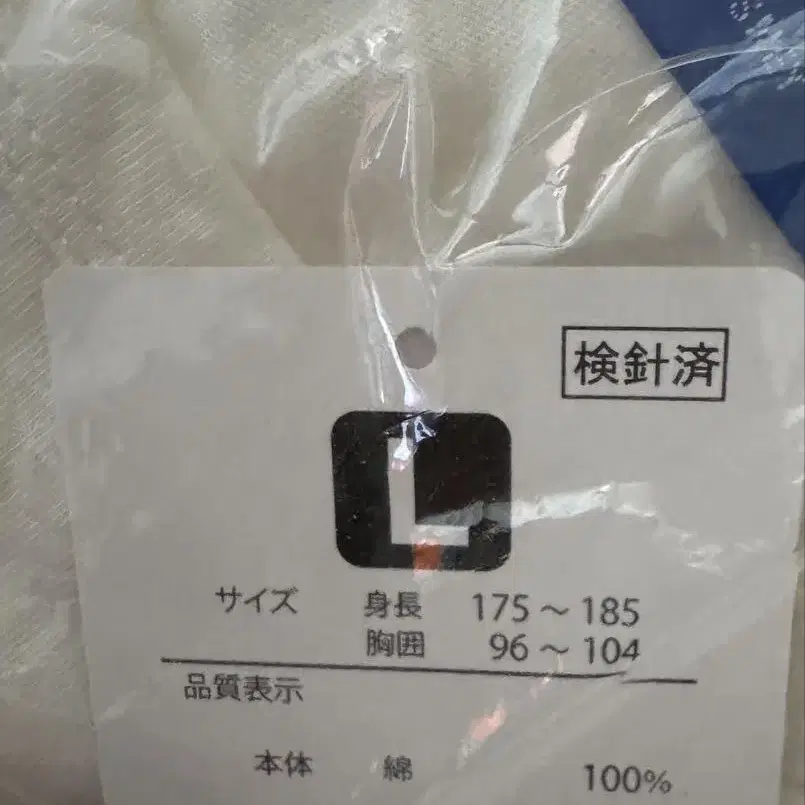 検針済
L
サイズ 身長 175～185
胸囲 96～104
品質表示
本体 綿 100%